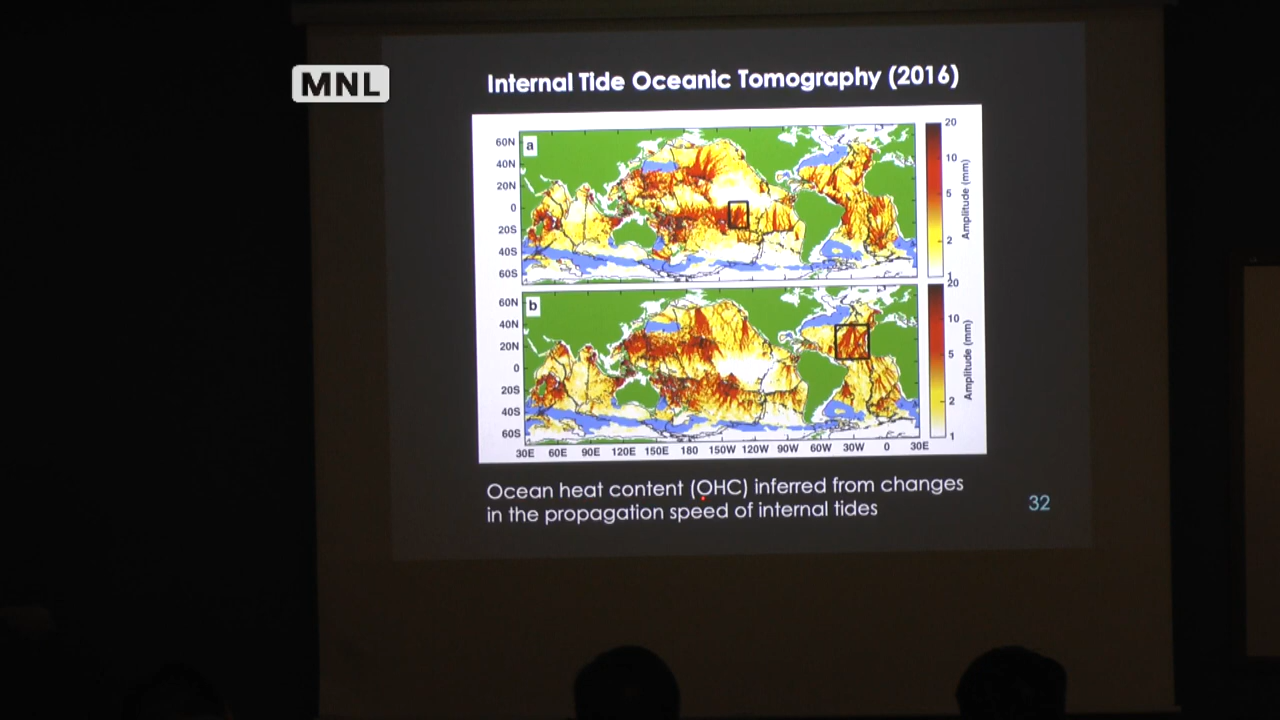 MNL
Internal Tide Oceanic Tomography (2016)
a
60N
40N
20N
0
20S
40S
60S
20
10
5
2
1
Amplitude (mm)
b
60N
40N
20N
0
20S
40S
60S
20
10
5
2
1
Amplitude (mm)
30E 60E 90E 120E 150E 180 150W 120W 90W 60W 30W 0 30E
Ocean heat content (OHC) inferred from changes
in the propagation speed of internal tides
32